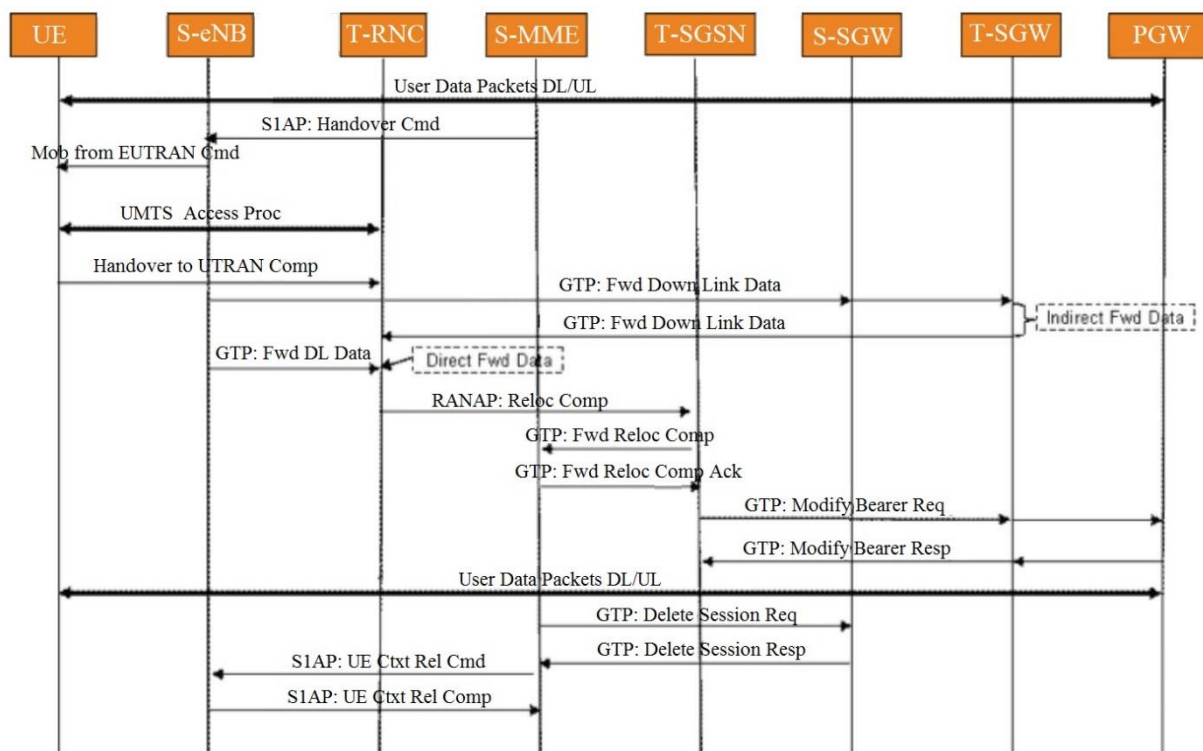 UE S-eNB T-RNC S-MME T-SGSN S-SGW T-SGW PGW
User Data Packets DL/UL
S1AP: Handover Cmd
Mob from EUTRAN Cmd
UMTS Access Proc
Handover to UTRAN Comp
GTP: Fwd Down Link Data
Indirect Fwd Data
GTP: Fwd Down Link Data
GTP: Fwd DL Data
Direct Fwd Data
RANAP: Reloc Comp
GTP: Fwd Reloc Comp
GTP: Fwd Reloc Comp Ack
GTP: Modify Bearer Req
GTP: Modify Bearer Resp
User Data Packets DL/UL
GTP: Delete Session Req
GTP: Delete Session Resp
S1AP: UE Ctxt Rel Cmd
S1AP: UE Ctxt Rel Comp